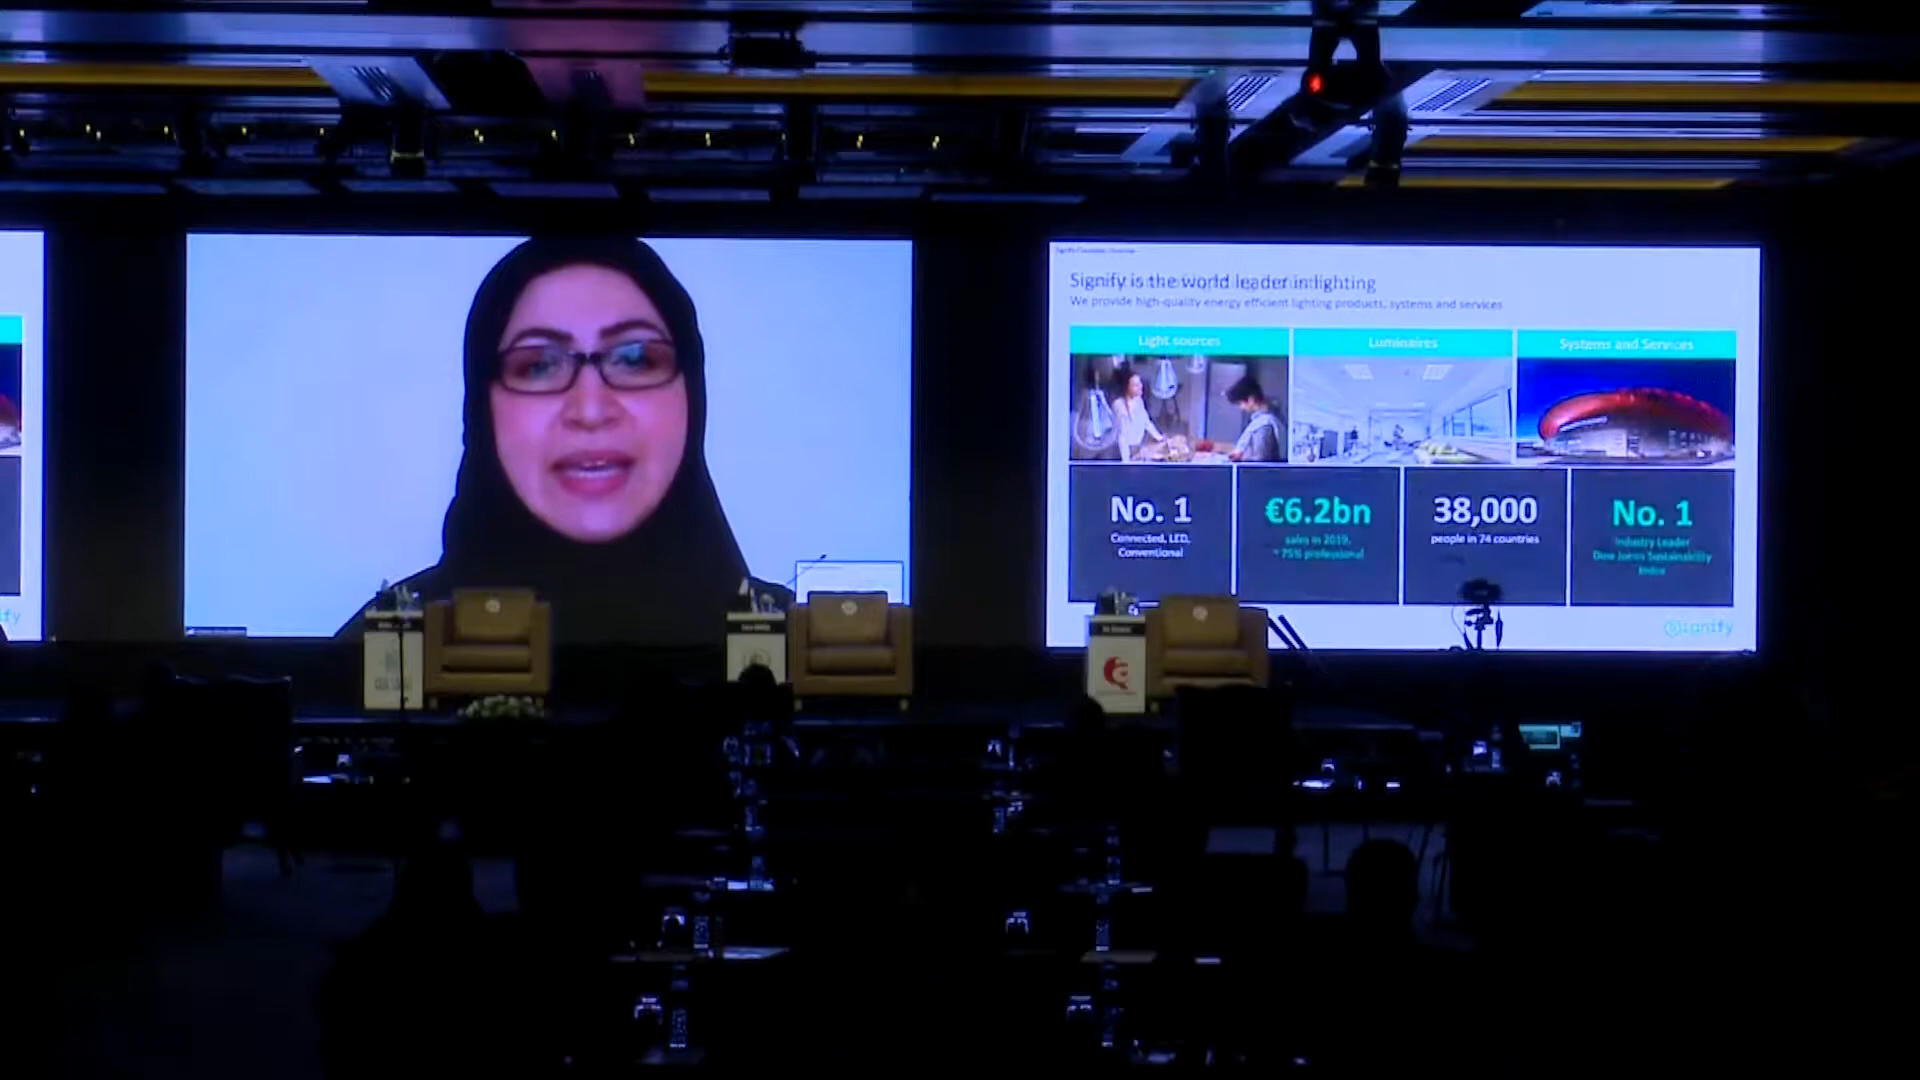 Signify is the world leader in lighting
We provide high-quality energy efficient lighting products, systems and services
Light sources
Luminaires
Systems and Services
No. 1
Connected, LED,
Conventional
€6.2bn
sales in 2019,
~75% professional
38,000
people in 74 countries
No. 1
Industry Leader
Dow Jones Sustainability
Index
Signify
ify